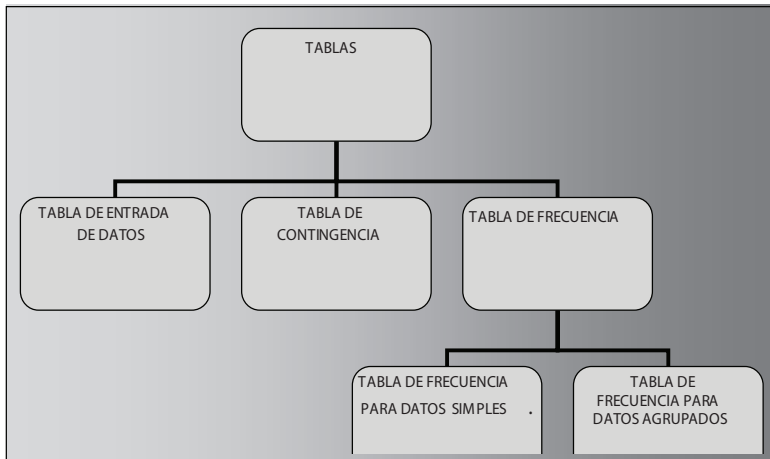 TABLAS
TABLA DE ENTRADA
DE DATOS
TABLA DE
CONTINGENCIA
TABLA DE FRECUENCIA
TABLA DE FRECUENCIA
PARA DATOS SIMPLES .
TABLA DE
FRECUENCIA PARA
DATOS AGRUPADOS